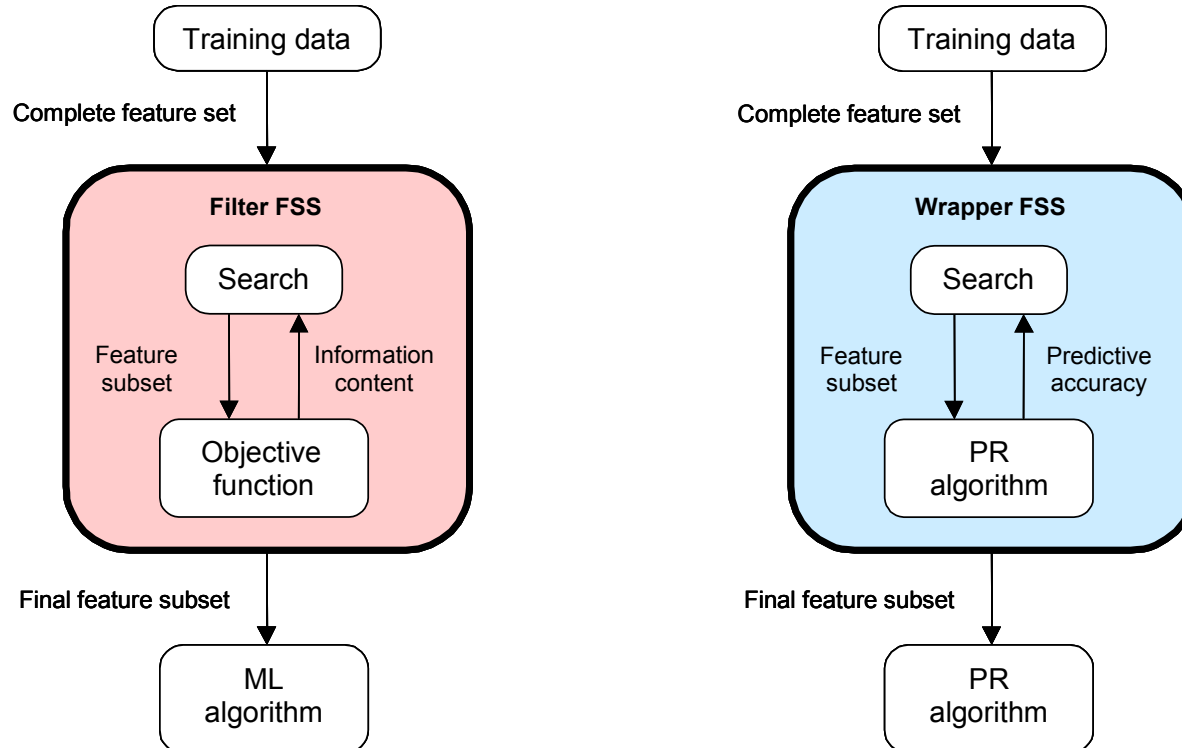 Training data
Complete feature set
Filter FSS
Search
Feature
subset
Information
content
Objective
function
Final feature subset
ML
algorithm
Training data
Complete feature set
Wrapper FSS
Search
Feature
subset
Predictive
accuracy
PR
algorithm
Final feature subset
PR
algorithm